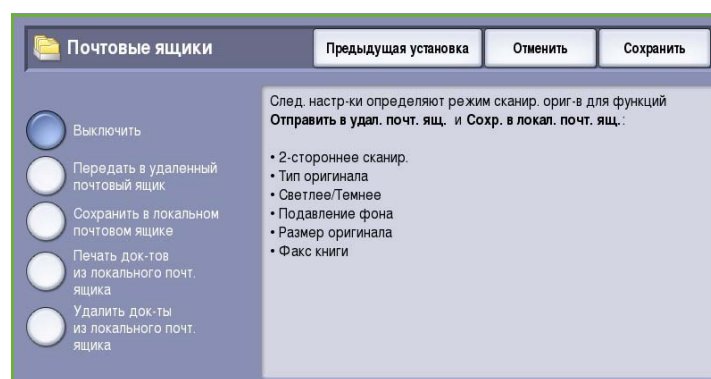 Почтовые ящики
Предыдущая установка
Отменить
Сохранить
Выключить
Передать в удаленный
почтовый ящик
Сохранить в локальном
почтовом ящике
Печать док-тов
из локального почт.
ящика
Удалить док-ты
из локального почт.
ящика
След. настр-ки определяют режим сканир. ориг-в для функций
Отправить в удал. почт. ящ. и Сохр. в локал. почт. ящ.:
• 2-стороннее сканир.
• Тип оригинала
• Светлее/Темнее
• Подавление фона
• Размер оригинала
• Факс книги